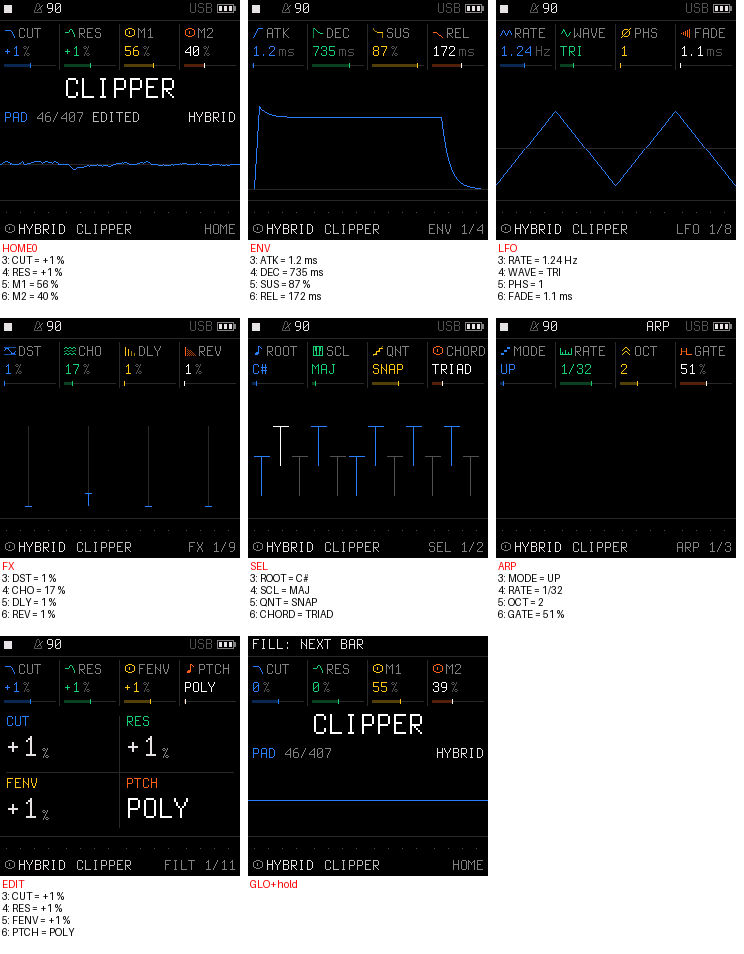 90 USB
CUT RES M1 M2
+1% +1% 56% 40%
CLIPPER
PAD 46/407 EDITED HYBRID
HYBRID CLIPPER HOME
HOME0
3: CUT = +1 %
4: RES = +1 %
5: M1 = 56 %
6: M2 = 40 %
90 USB
ATK DEC SUS REL
1.2ms 735ms 87% 172ms
HYBRID CLIPPER ENV 1/4
ENV
3: ATK = 1.2 ms
4: DEC = 735 ms
5: SUS = 87 %
6: REL = 172 ms
90 USB
RATE WAVE PHS FADE
1.24Hz TRI 1 1.1ms
HYBRID CLIPPER LFO 1/8
LFO
3: RATE = 1.24 Hz
4: WAVE = TRI
5: PHS = 1
6: FADE = 1.1 ms
90 USB
DST CHO DLY REV
1% 17% 1% 1%
HYBRID CLIPPER FX 1/9
FX
3: DST = 1 %
4: CHO = 17 %
5: DLY = 1 %
6: REV = 1 %
90 USB
ROOT SCL QNT CHORD
C# MAJ SNAP TRIAD
HYBRID CLIPPER SEL 1/2
SEL
3: ROOT = C#
4: SCL = MAJ
5: QNT = SNAP
6: CHORD = TRIAD
90 ARP USB
MODE RATE OCT GATE
UP 1/32 2 51%
HYBRID CLIPPER ARP 1/3
ARP
3: MODE = UP
4: RATE = 1/32
5: OCT = 2
6: GATE = 51 %
90 USB
CUT RES FENV PTCH
+1% +1% +1% POLY
CUT RES
+1% +1%
FENV PTCH
+1% POLY
HYBRID CLIPPER FILT 1/11
EDIT
3: CUT = +1 %
4: RES = +1 %
5: FENV = +1 %
6: PTCH = POLY
FILL: NEXT BAR
CUT RES M1 M2
0% 0% 55% 39%
CLIPPER
PAD 46/407 HYBRID
HYBRID CLIPPER HOME
GLO+hold